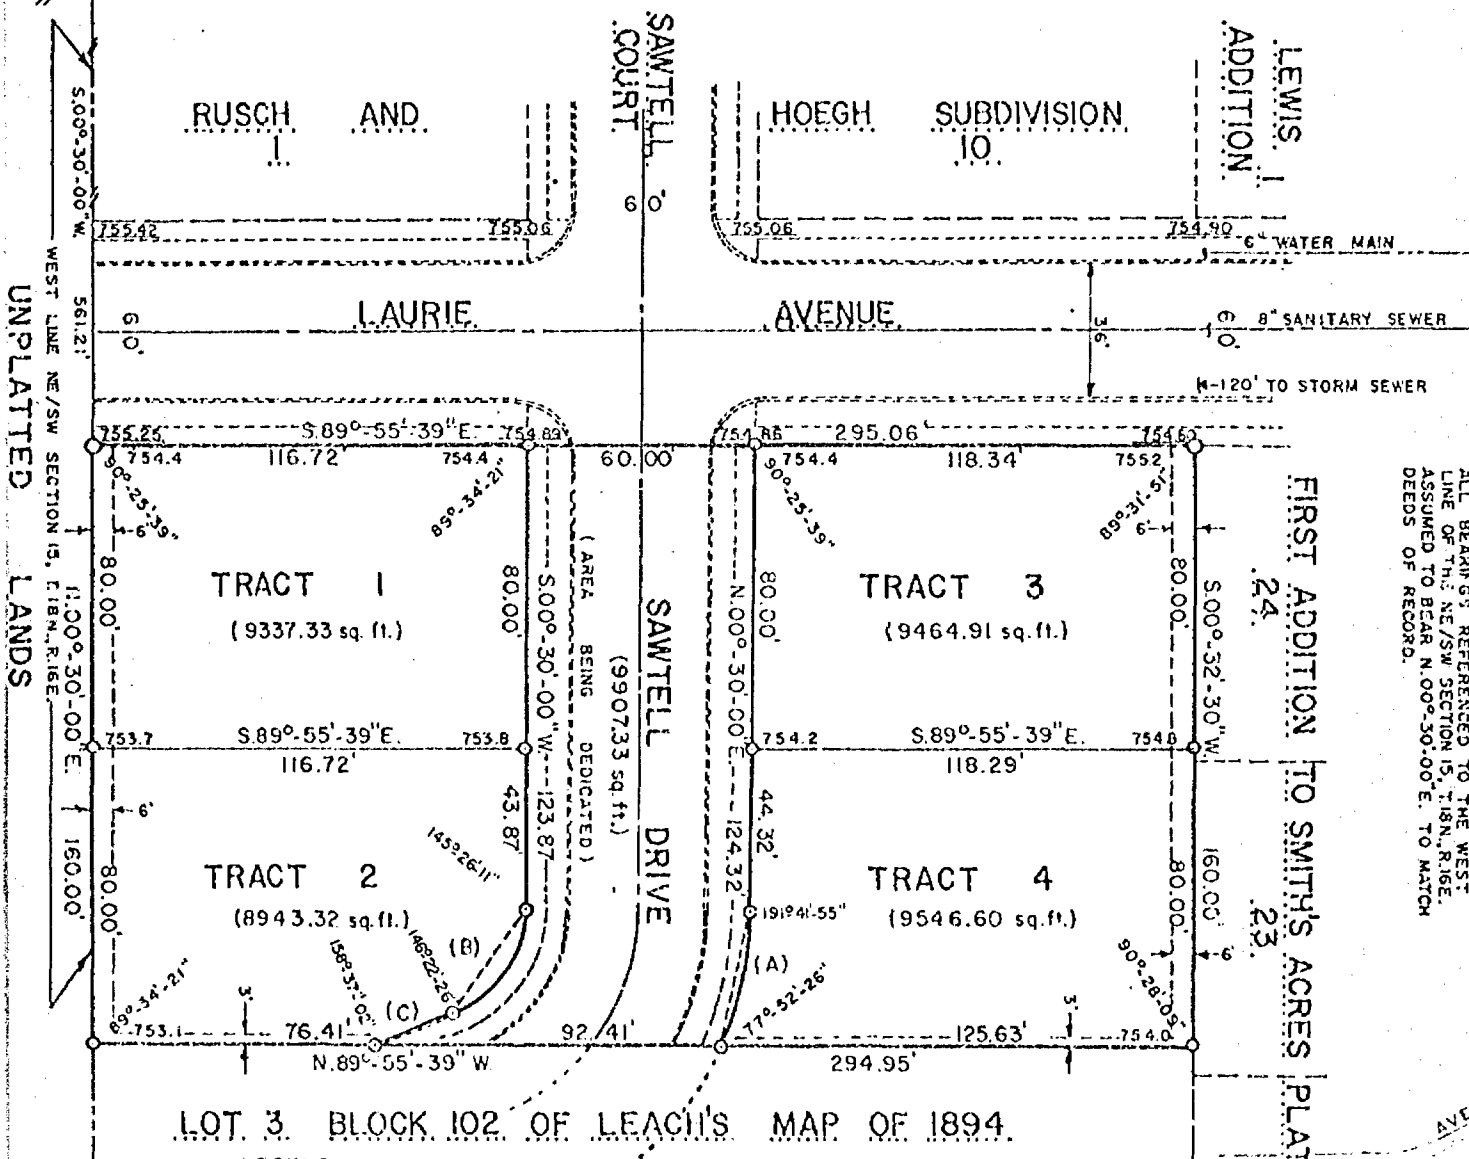 SAWTELL
COURT
LEWIS 1
ADDITION
RUSCH AND
HOEGH SUBDIVISION
1
10
S.00°-30'-00"W.
60'
755.42
755.06
755.06
754.90
6" WATER MAIN
LAURIE
AVENUE
561.21'
60'
36'
60'
8" SANITARY SEWER
120' TO STORM SEWER
755.25
S.89°-55'-39"E.
754.89
295.06'
754.4
116.72'
754.4
60.00'
754.4
118.34'
755.2
90°-25'-39"
89°-34'-21"
90°-25'-39"
89°-31'-51"
6'
6'
UNPLATTED LANDS
WEST LINE NE/SW SECTION 15, T.18N., R.16E.
N.00°-30'-00"E. 160.00'
80.00'
TRACT 1
(9337.33 sq. ft.)
80.00'
S.00°-30'-00"W. 123.87'
(AREA BEING DEDICATED)
(9907.33 sq. ft.)
SAWTELL DRIVE
N.00°-30'-00"E. 124.32'
80.00'
TRACT 3
(9464.91 sq. ft.)
80.00'
S.00°-32'-30"W.
160.00'
FIRST ADDITION TO SMITH'S ACRES PLAT
24
23
ALL BEARINGS REFERENCED TO THE WEST
LINE OF THE NE/SW SECTION 15, T.18N., R.16E.
ASSUMED TO BEAR N.00°-30'-00"E. TO MATCH
DEEDS OF RECORD.
753.7
S.89°-55'-39"E.
753.8
116.72'
754.2
S.89°-55'-39"E.
118.29'
6'
43.87'
44.32'
145°26'-11"
80.00'
TRACT 2
(8943.32 sq. ft.)
TRACT 4
(9546.60 sq. ft.)
80.00'
191°41'-55"
(B)
(A)
(C)
146°22'-26"
158°37'-02"
77°-52'-26"
90°-28'-09"
6'
89°-34'-21"
753.1
3'
76.41'
92.41'
125.63'
3'
754.0
N.89°-55'-39" W.
294.95'
LOT 3 BLOCK 102 OF LEACH'S MAP OF 1894.
AVE